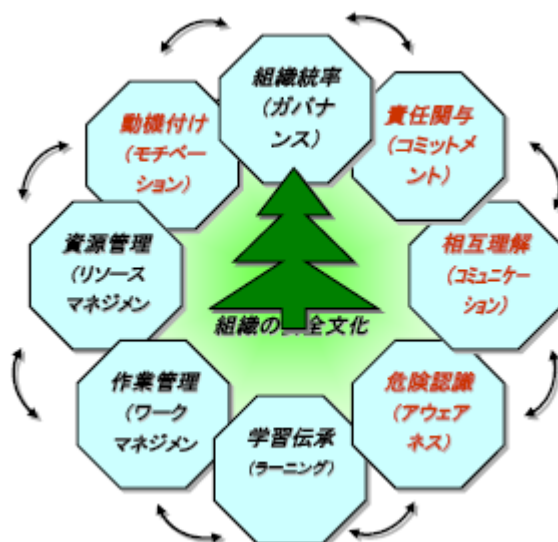 組織統率
(ガバナ
ンス)
責任関与
(コミットメ
ント)
相互理解
(コミュニケー
ション)
危険認識
(アウェア
ネス)
学習伝承
(ラーニング)
作業管理
(ワーク
マネジメン
資源管理
(リソース
マネジメン
動機付け
(モチベー
ション)
組織の 全文化